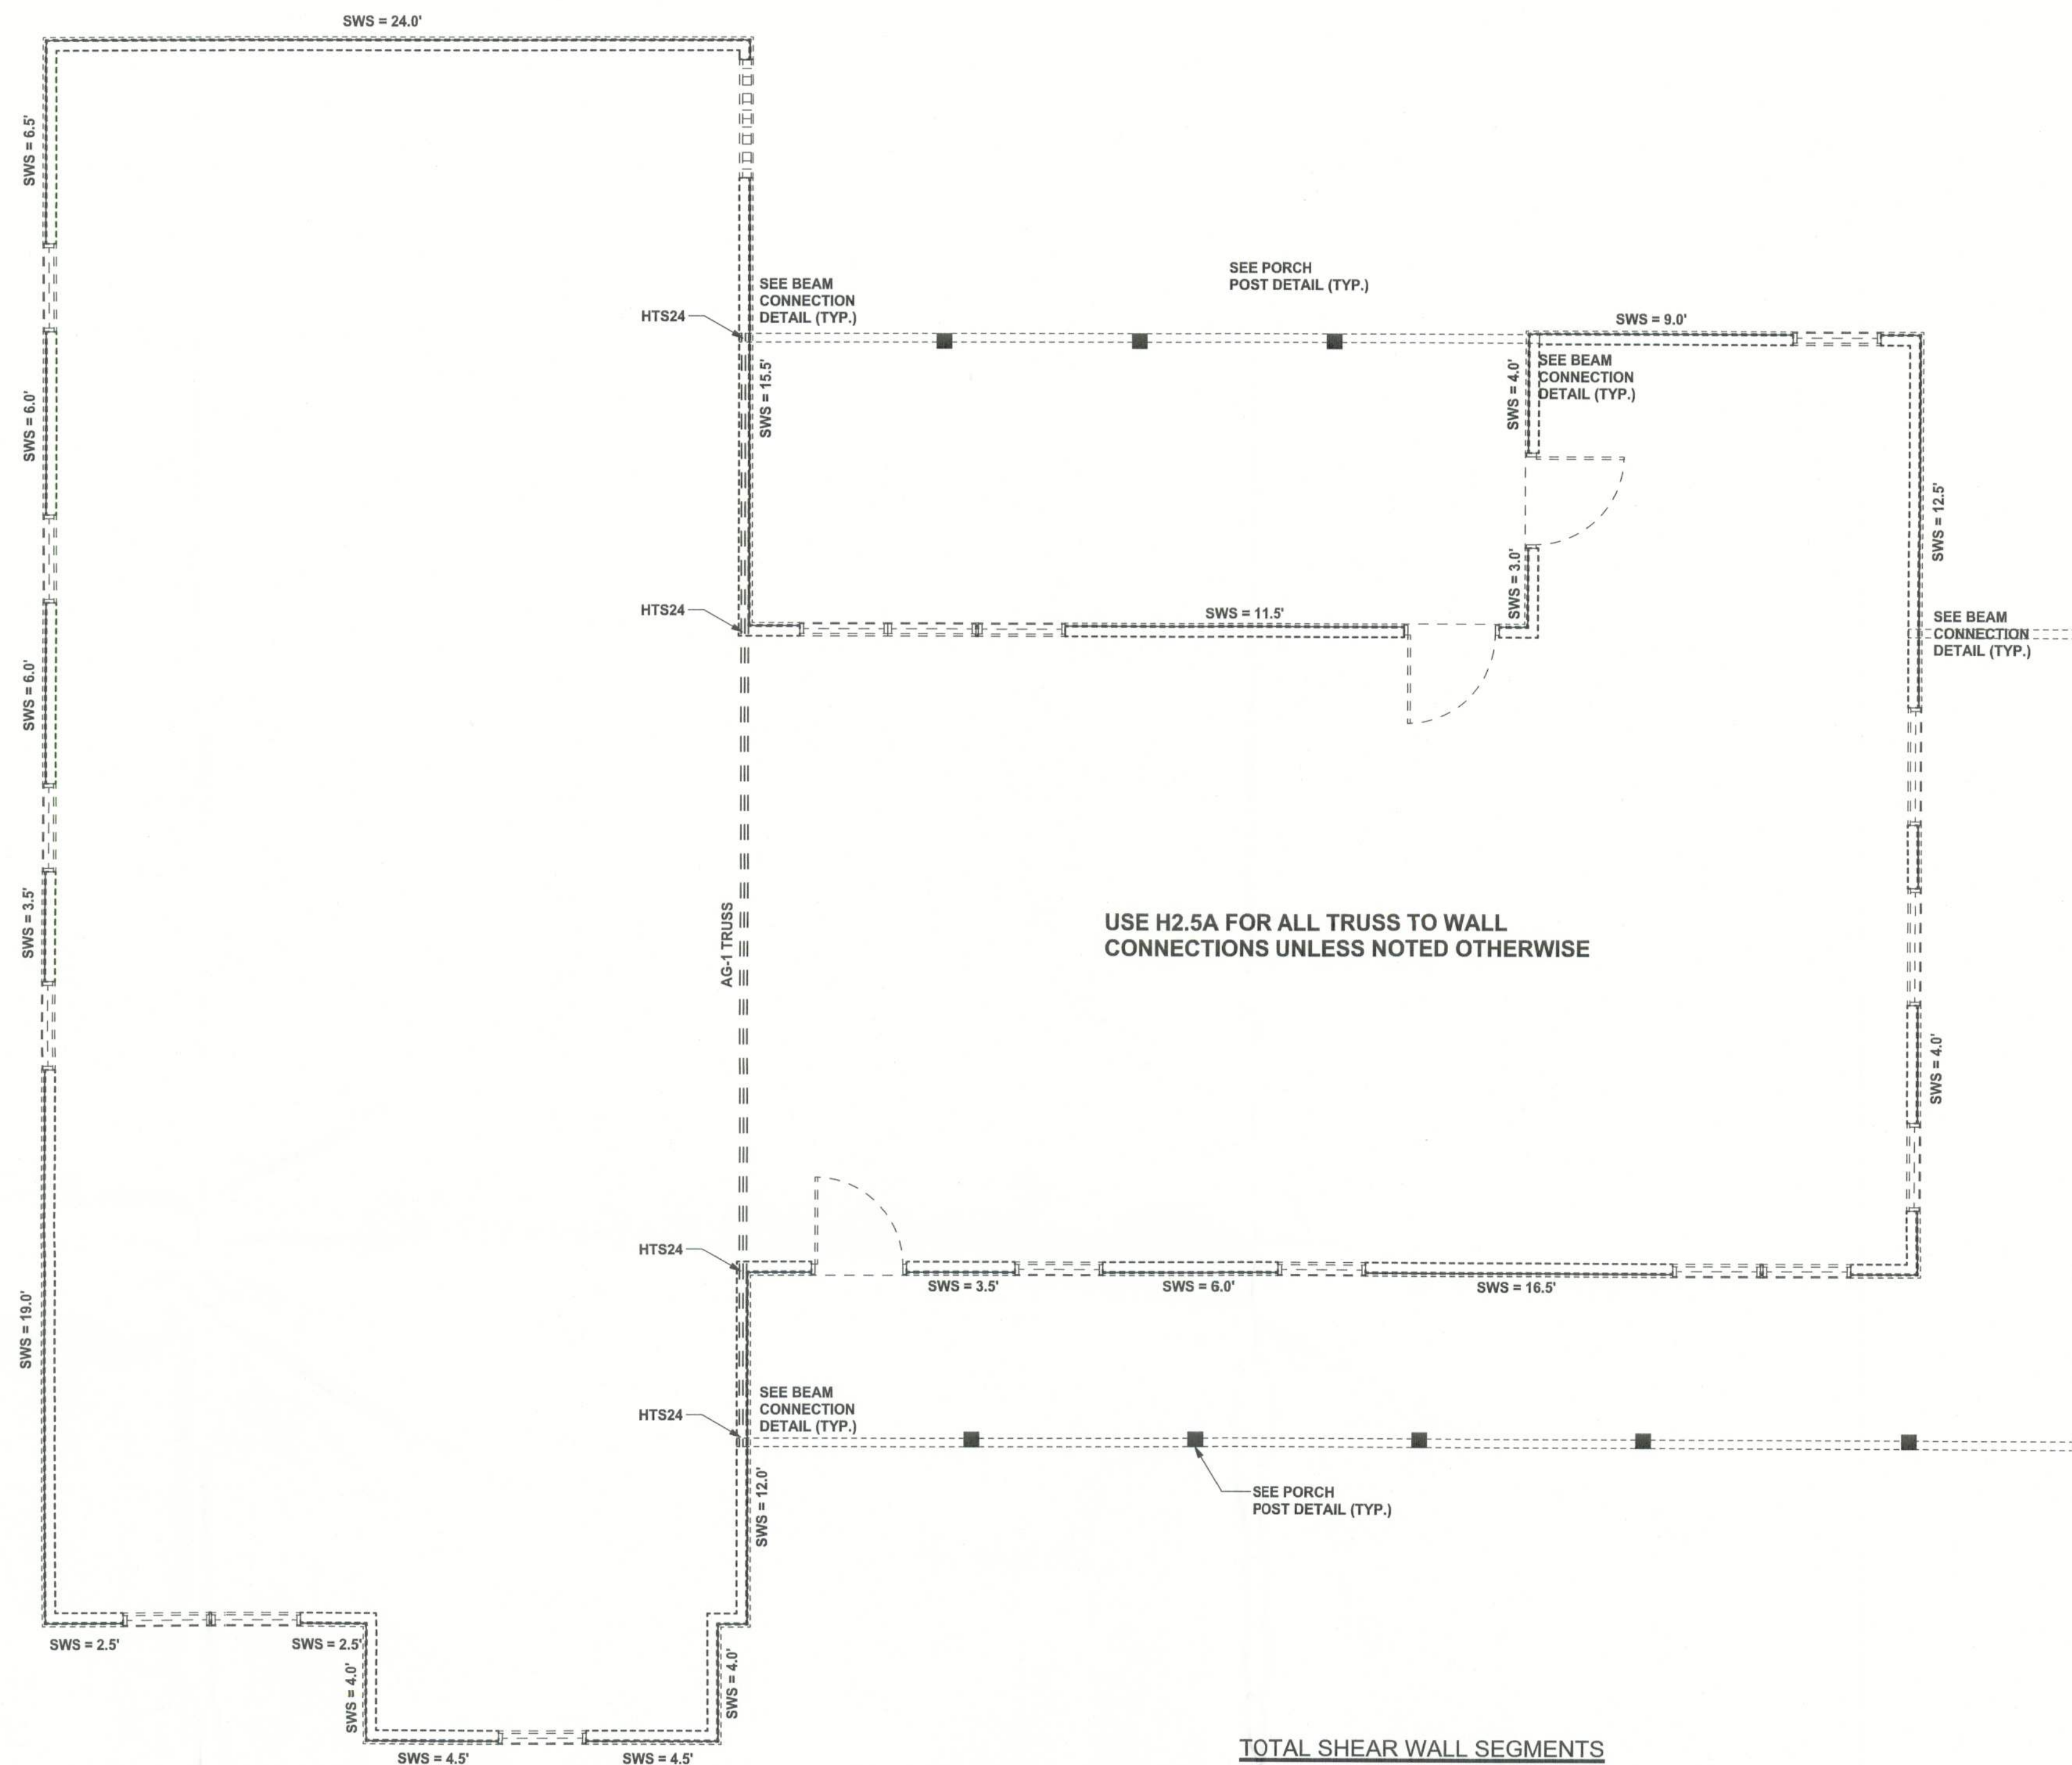 SWS = 24.0'
SWS = 6.5'
SEE BEAM
CONNECTION
DETAIL (TYP.)
SEE PORCH
POST DETAIL (TYP.)
HTS24
SWS = 9.0'
SEE BEAM
CONNECTION
DETAIL (TYP.)
SWS = 15.5'
SWS = 4.0'
SWS = 6.0'
SWS = 12.5'
SWS = 3.0'
HTS24
SWS = 11.5'
SEE BEAM
CONNECTION
DETAIL (TYP.)
SWS = 6.0'
SWS = 3.5'
AG-1 TRUSS
USE H2.5A FOR ALL TRUSS TO WALL
CONNECTIONS UNLESS NOTED OTHERWISE
SWS = 4.0'
HTS24
SWS = 3.5'
SWS = 6.0'
SWS = 16.5'
SWS = 19.0'
SEE BEAM
CONNECTION
DETAIL (TYP.)
HTS24
SWS = 12.0'
SEE PORCH
POST DETAIL (TYP.)
SWS = 2.5'
SWS = 2.5'
SWS = 4.0'
SWS = 4.0'
SWS = 4.5'
SWS = 4.5'
TOTAL SHEAR WALL SEGMENTS